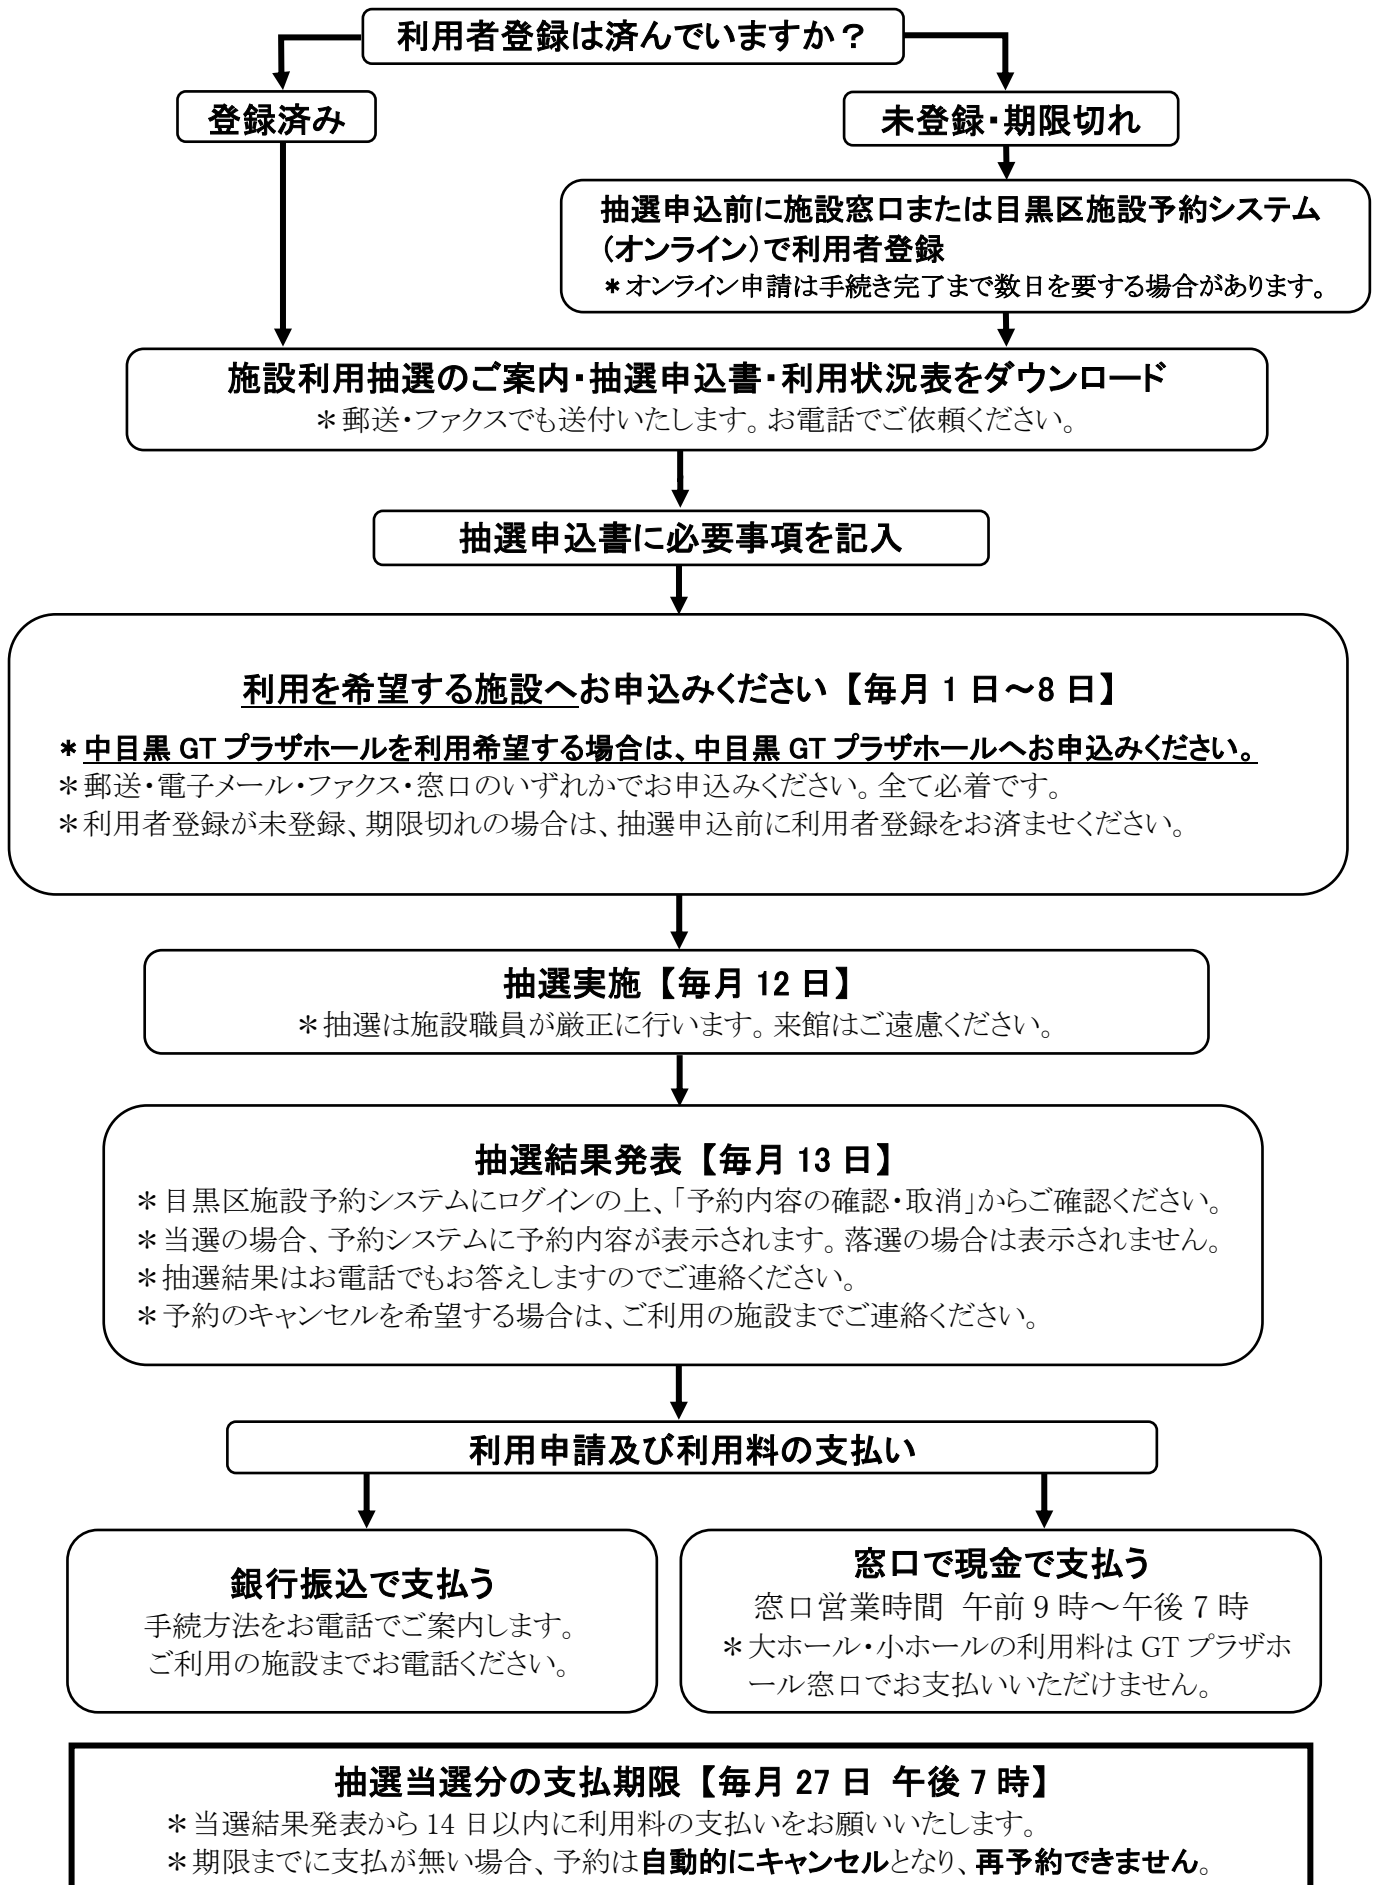 利用者登録は済んでいますか？
登録済み
未登録・期限切れ
抽選申込前に施設窓口または目黒区施設予約システム
（オンライン）で利用者登録
＊オンライン申請は手続き完了まで数日を要する場合があります。
施設利用抽選のご案内・抽選申込書・利用状況表をダウンロード
＊郵送・ファクスでも送付いたします。お電話でご依頼ください。
抽選申込書に必要事項を記入
利用を希望する施設へお申込みください【毎月1日～8日】
＊中目黒GTプラザホールを利用希望する場合は、中目黒GTプラザホールへお申込みください。
＊郵送・電子メール・ファクス・窓口のいずれかでお申込みください。全て必着です。
＊利用者登録が未登録、期限切れの場合は、抽選申込前に利用者登録をお済ませください。
抽選実施【毎月12日】
＊抽選は施設職員が厳正に行います。来館はご遠慮ください。
抽選結果発表【毎月13日】
＊目黒区施設予約システムにログインの上、「予約内容の確認・取消」からご確認ください。
＊当選の場合、予約システムに予約内容が表示されます。落選の場合は表示されません。
＊抽選結果はお電話でもお答えしますのでご連絡ください。
＊予約のキャンセルを希望する場合は、ご利用の施設までご連絡ください。
利用申請及び利用料の支払い
銀行振込で支払う
手続方法をお電話でご案内します。
ご利用の施設までお電話ください。
窓口で現金で支払う
窓口営業時間 午前9時～午後7時
＊大ホール・小ホールの利用料はGTプラザホ
ール窓口でお支払いいただけません。
抽選当選分の支払期限【毎月27日 午後7時】
＊当選結果発表から14日以内に利用料の支払いをお願いいたします。
＊期限までに支払が無い場合、予約は自動的にキャンセルとなり、再予約できません。